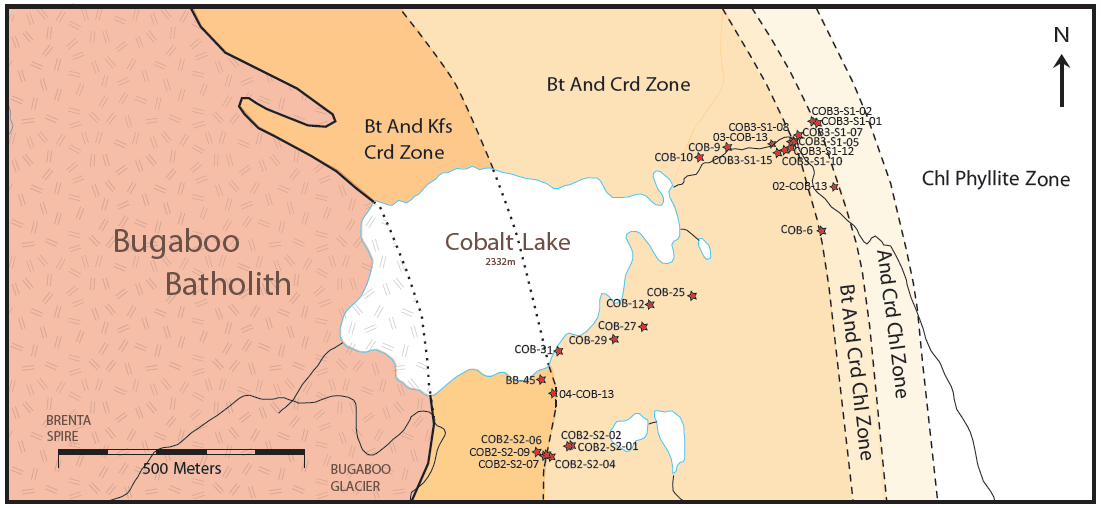 N
Bt And Crd Zone
COB3-S1-02
COB3-S1-01
COB3-S1-08
COB3-S1-07
03-COB-13
COB3-S1-05
COB-9
COB3-S1-12
COB-10
COB3-S1-15
COB3-S1-10
Bt And Kfs
Crd Zone
Chl Phyllite Zone
02-COB-13
COB-6
Bugaboo
Batholith
Cobalt Lake
2332m
And Crd Chl Zone
Bt And Crd Chl Zone
COB-25
COB-12
COB-27
COB-29
COB-31
BB-45
04-COB-13
BRENTA
SPIRE
COB2-S2-02
COB2-S2-06
COB2-S2-01
COB2-S2-09
COB2-S2-07
COB2-S2-04
500 Meters
BUGABOO
GLACIER